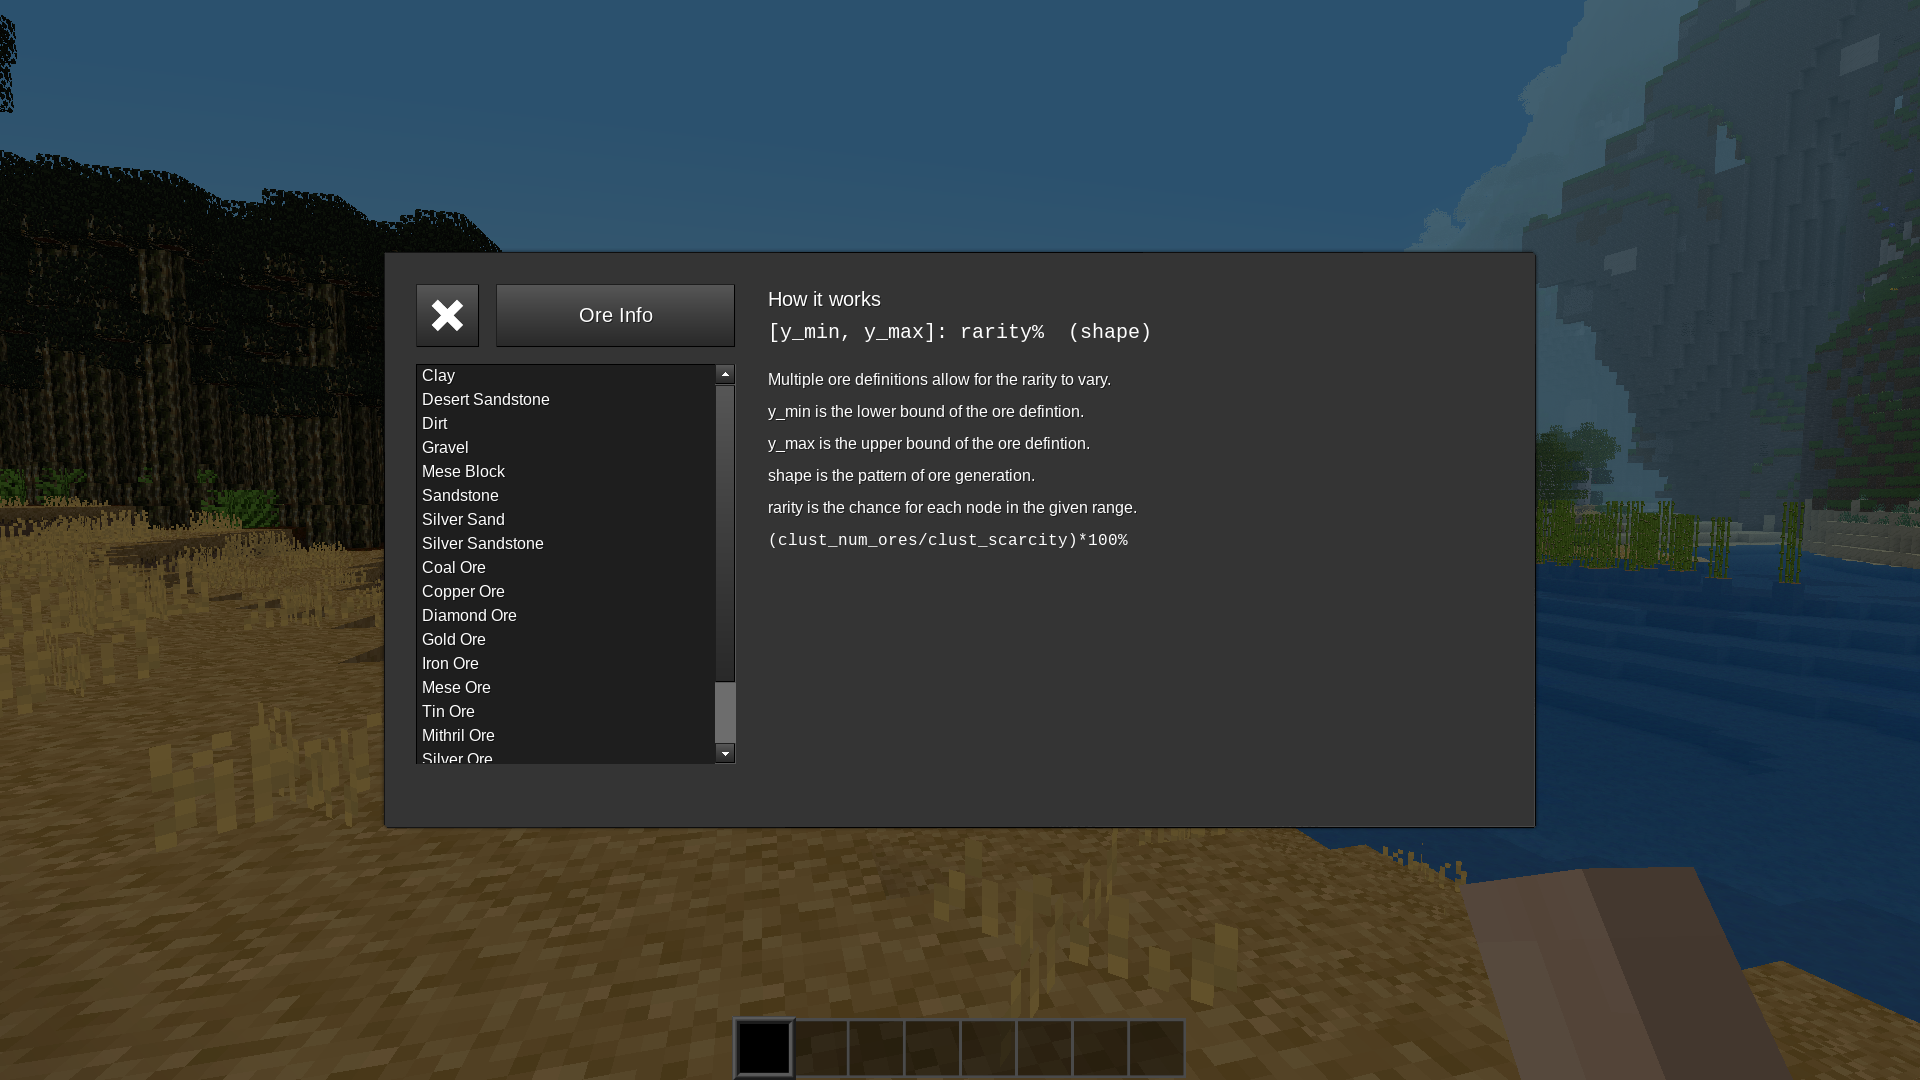 Ore Info
Clay
Desert Sandstone
Dirt
Gravel
Mese Block
Sandstone
Silver Sand
Silver Sandstone
Coal Ore
Copper Ore
Diamond Ore
Gold Ore
Iron Ore
Mese Ore
Tin Ore
Mithril Ore
Silver Ore
How it works
[y_min, y_max]: rarity%  (shape)
Multiple ore definitions allow for the rarity to vary.
y_min is the lower bound of the ore defintion.
y_max is the upper bound of the ore defintion.
shape is the pattern of ore generation.
rarity is the chance for each node in the given range.
(clust_num_ores/clust_scarcity)*100%